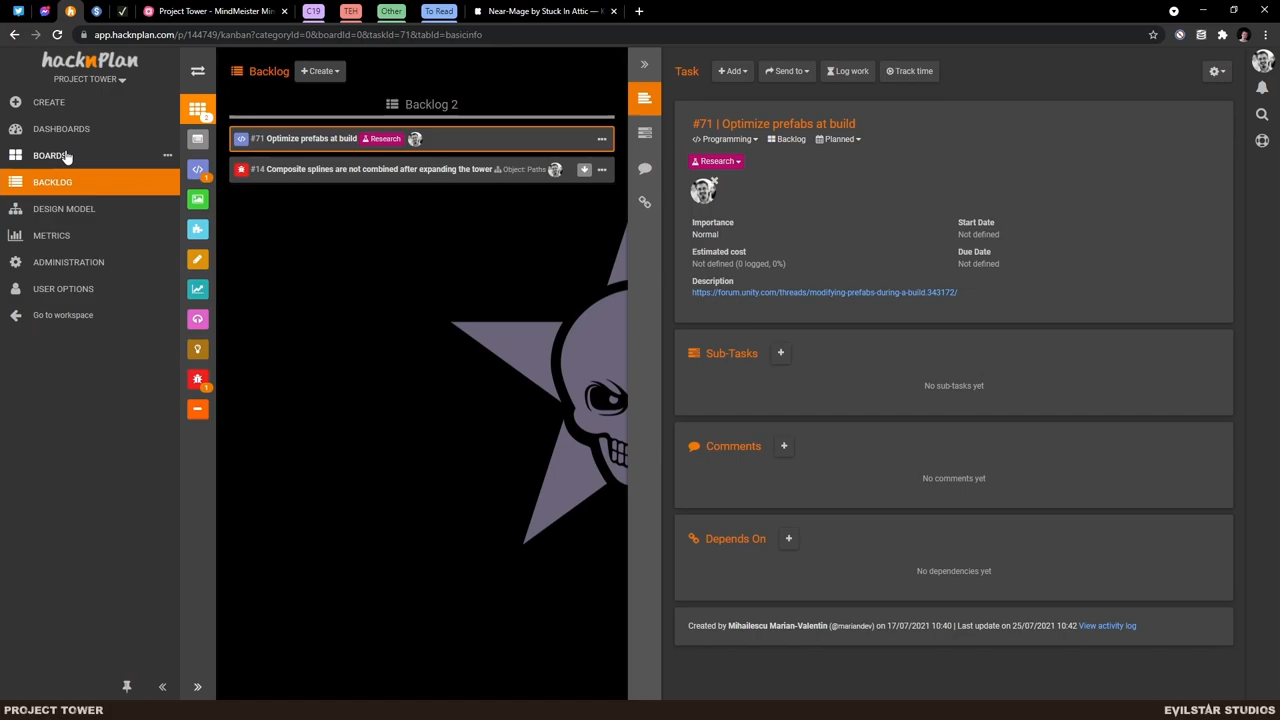 Project Tower - MindMeister Min
C19
TEH
Other
To Read
Near-Mage by Stuck In Attic — K
app.hacknplan.com/p/144749/kanban?categoryId=0&boardId=0&taskId=71&tabId=basicinfo
hacknPlan
PROJECT TOWER
CREATE
DASHBOARDS
BOARDS
BACKLOG
DESIGN MODEL
METRICS
ADMINISTRATION
USER OPTIONS
Go to workspace
2
1
1
Backlog
+Create
Backlog 2
#71 Optimize prefabs at build Research
#14 Composite splines are not combined after expanding the tower Object: Paths
Task
+Add
Send to
Log work
Track time
#71 | Optimize prefabs at build
Programming Backlog Planned
Research
Importance
Normal
Start Date
Not defined
Estimated cost
Not defined (0 logged, 0%)
Due Date
Not defined
Description
https://forum.unity.com/threads/modifying-prefabs-during-a-build.343172/
Sub-Tasks +
No sub-tasks yet
Comments +
No comments yet
Depends On +
No dependencies yet
Created by Mihailescu Marian-Valentin (@mariandev) on 17/07/2021 10:40 | Last update on 25/07/2021 10:42 View activity log
PROJECT TOWER
EVILSTAR STUDIOS